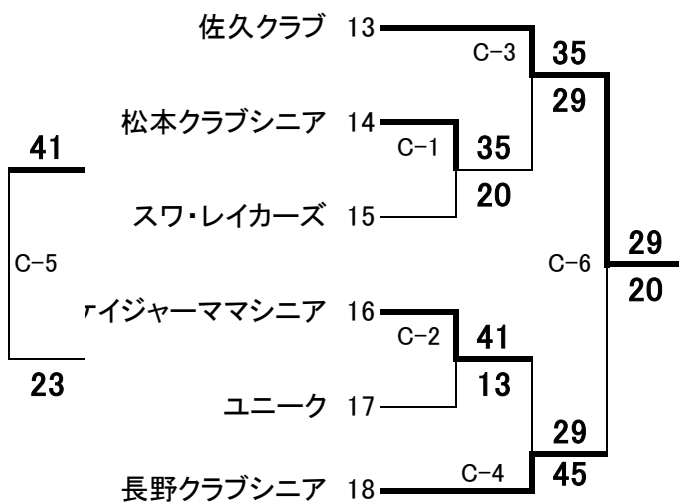 佐久クラブ 13
C-3 35
29
松本クラブシニア 14
41
C-1 35
20
スワ・レイカーズ 15
C-5
C-6 29
20
イジャーママシニア 16
C-2 41
13
23
ユニーク 17
29
C-4 45
長野クラブシニア 18